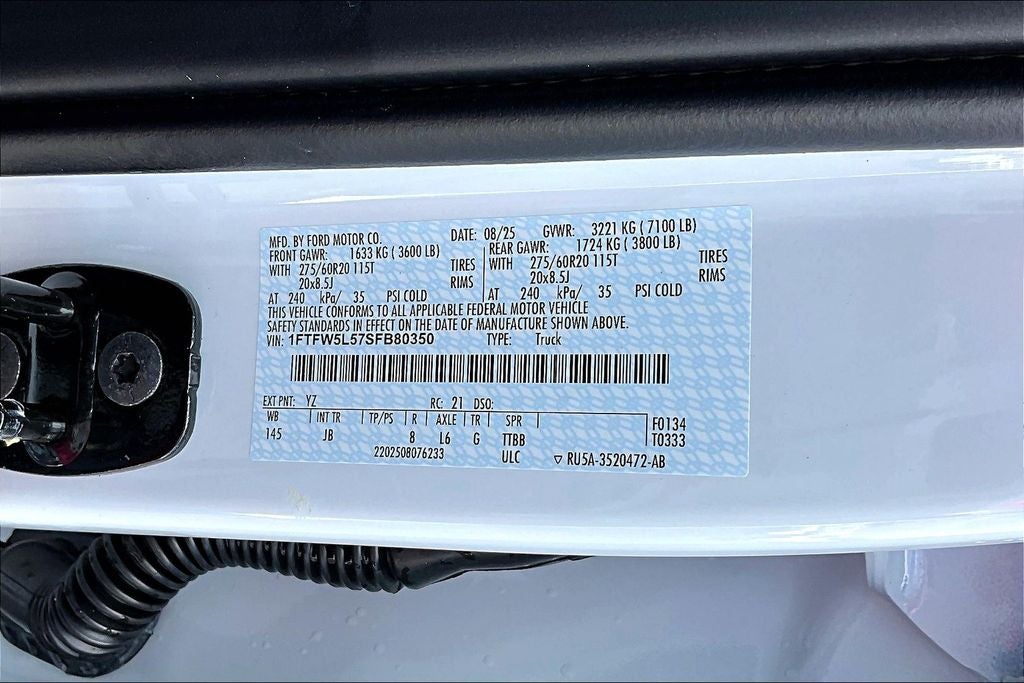 MFD. BY FORD MOTOR CO. DATE: 08/25 GVWR: 3221 KG ( 7100 LB)
FRONT GAWR: 1633 KG ( 3600 LB) REAR GAWR: 1724 KG ( 3800 LB)
WITH 275/60R20 115T TIRES WITH 275/60R20 115T TIRES
20x8.5J RIMS 20x8.5J RIMS
AT 240 kPa/ 35 PSI COLD AT 240 kPa/ 35 PSI COLD
THIS VEHICLE CONFORMS TO ALL APPLICABLE FEDERAL MOTOR VEHICLE
SAFETY STANDARDS IN EFFECT ON THE DATE OF MANUFACTURE SHOWN ABOVE.
VIN: 1FTFW5L57SFB80350 TYPE: Truck
EXT PNT: YZ RC: 21 DSO:
WB INT TR TP/PS R AXLE TR SPR F0134
145 JB 8 L6 G TTBB T0333
2202508076233 ULC ▽ RU5A-3520472-AB